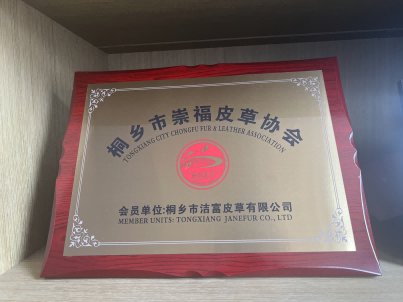 桐乡市崇福皮草协会
TONGXIANG CITY CHONGFU FUR & LEATHER ASSOCIATION
会员单位:桐乡市洁富皮草有限公司
MEMBER UNITS: TONGXIANG JANEFUR CO., LTD